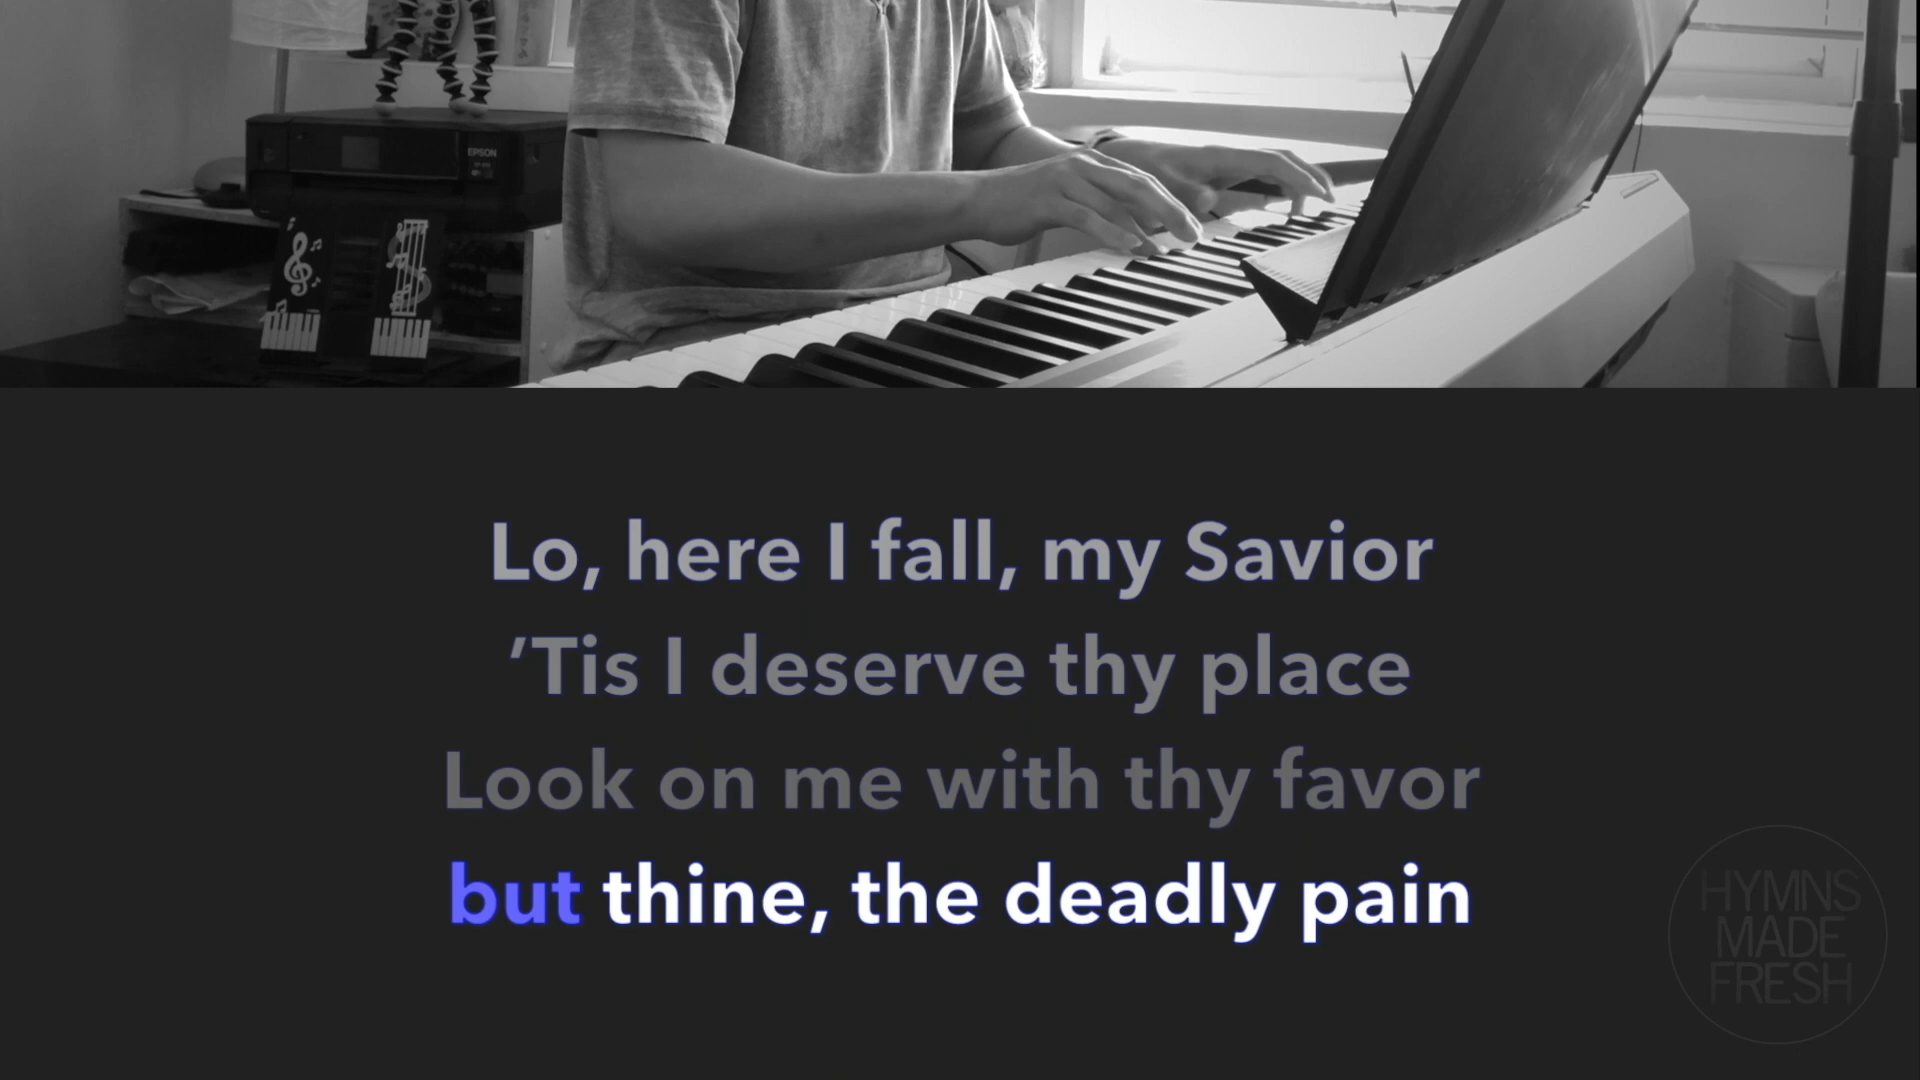 EPSON
Lo, here I fall, my Savior
’Tis I deserve thy place
Look on me with thy favor
but thine, the deadly pain
HYMNS
MADE
FRESH